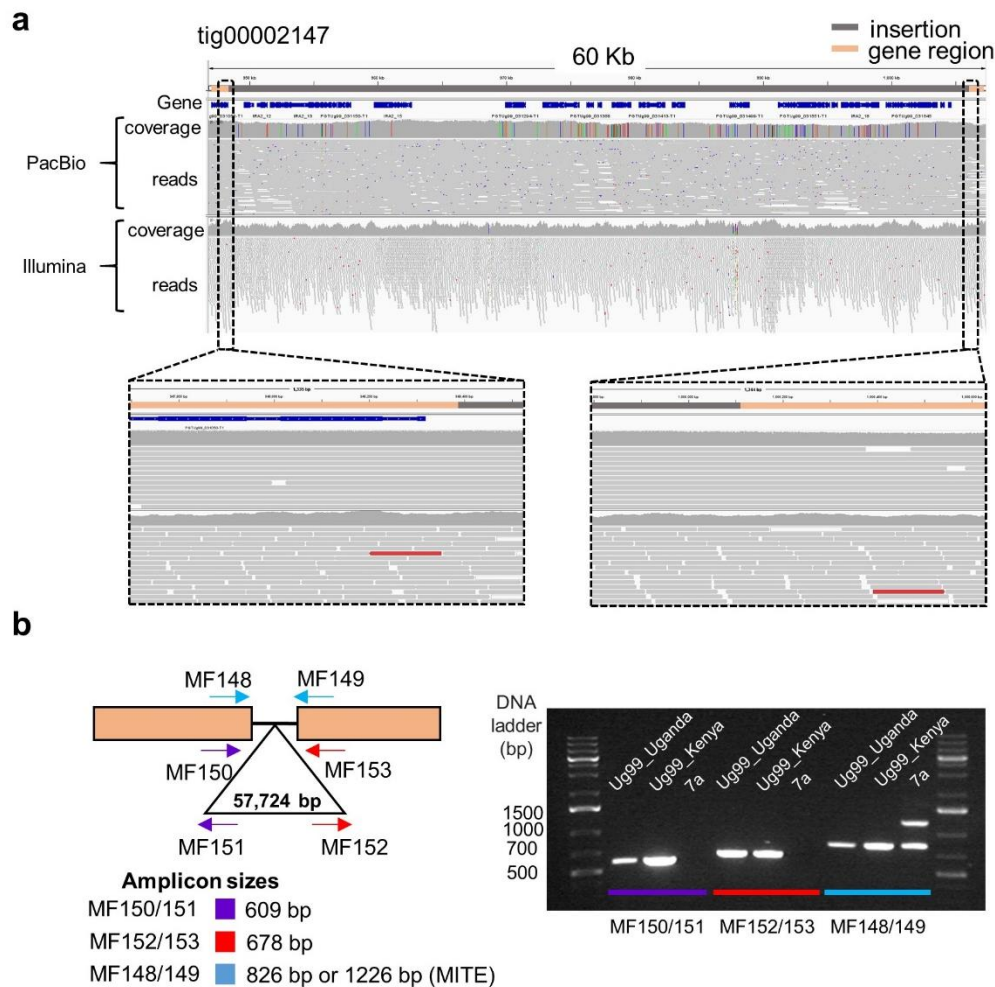 a
tig00002147
insertion
gene region
60 Kb
Gene
coverage
PacBio
reads
coverage
Illumina
reads
b
MF148
MF149
MF150
MF153
57,724 bp
MF151
MF152
Amplicon sizes
MF150/151
609 bp
MF152/153
678 bp
MF148/149
826 bp or 1226 bp (MITE)
DNA
ladder
(bp)
Ug99_Uganda
Ug99_Kenya
7a
Ug99_Uganda
Ug99_Kenya
7a
Ug99_Uganda
Ug99_Kenya
7a
1500
1000
700
500
MF150/151
MF152/153
MF148/149